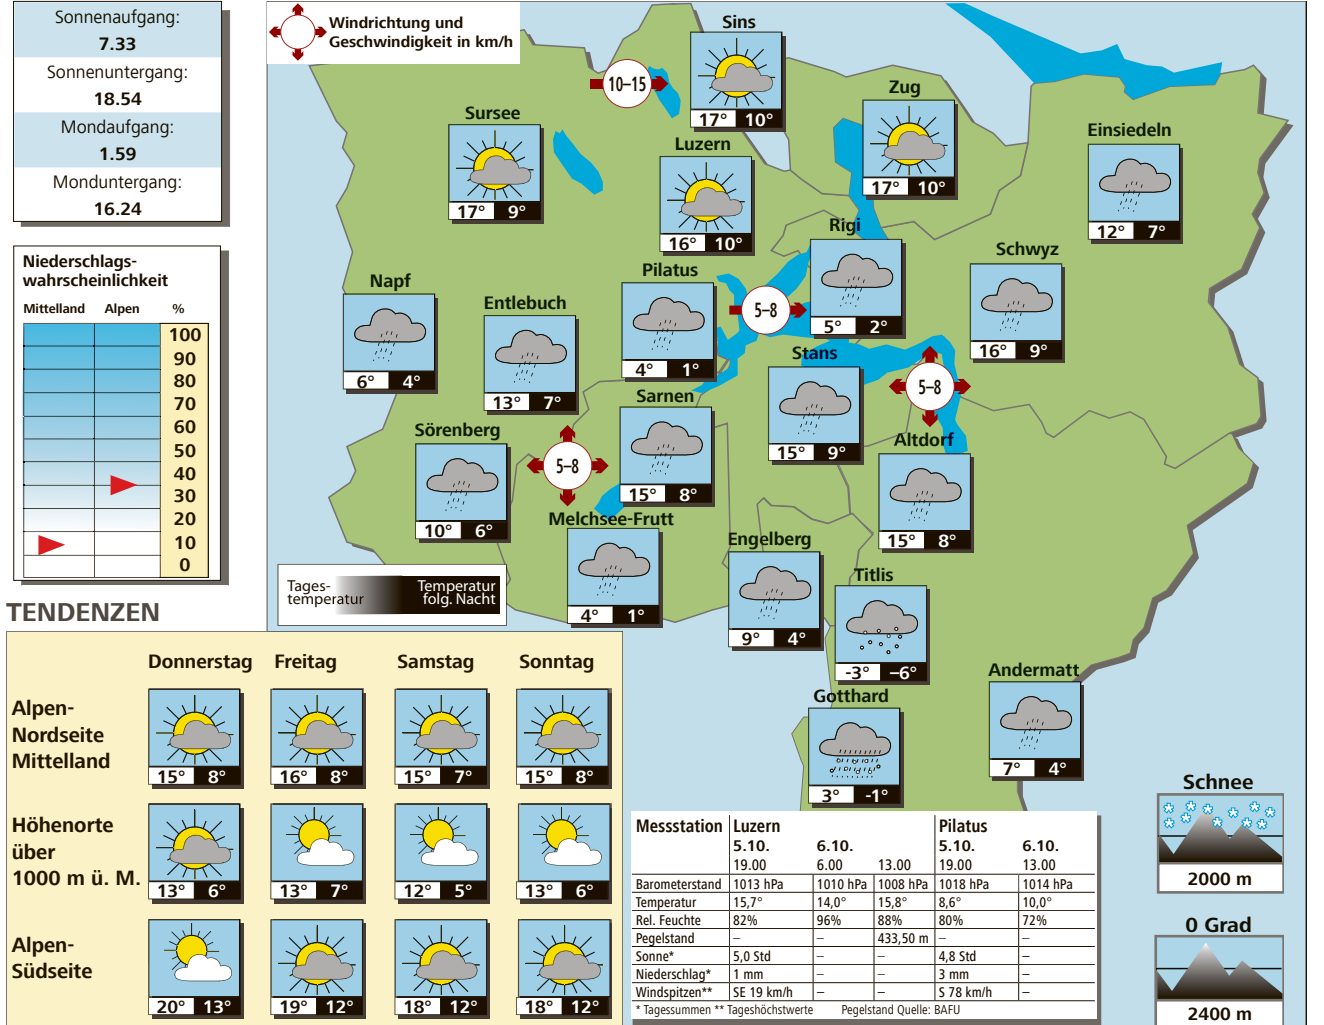 Sonnenaufgang:
7.33
Sonnenuntergang:
18.54
Mondaufgang:
1.59
Monduntergang:
16.24
Niederschlags-
wahrscheinlichkeit
Mittelland Alpen %
100
90
80
70
60
50
40
30
20
10
0
Windrichtung und
Geschwindigkeit in km/h
Sins
17° 10°
10–15
Zug
17° 10°
Sursee
17° 9°
Luzern
16° 10°
Einsiedeln
12° 7°
Rigi
5° 2°
Schwyz
16° 9°
Napf
6° 4°
Entlebuch
13° 7°
Pilatus
4° 1°
5–8
Stans
15° 9°
5–8
Sarnen
15° 8°
Sörenberg
10° 6°
5–8
Altdorf
15° 8°
Melchsee-Frutt
4° 1°
Engelberg
9° 4°
Titlis
-3° –6°
Gotthard
3° -1°
Andermatt
7° 4°
Tages-
temperatur
Temperatur
folg. Nacht
TENDENZEN
Donnerstag Freitag Samstag Sonntag
Alpen-
Nordseite
Mittelland
15° 8° 16° 8° 15° 7° 15° 8°
Höhenorte
über
1000 m ü. M.
13° 6° 13° 7° 12° 5° 13° 6°
Alpen-
Südseite
20° 13° 19° 12° 18° 12° 18° 12°
Messstation Luzern Pilatus
5.10. 6.10. 5.10. 6.10.
19.00 6.00 13.00 19.00 13.00
Barometerstand 1013 hPa 1010 hPa 1008 hPa 1018 hPa 1014 hPa
Temperatur 15,7° 14,0° 15,8° 8,6° 10,0°
Rel. Feuchte 82% 96% 88% 80% 72%
Pegelstand – – 433,50 m – –
Sonne* 5,0 Std – – 4,8 Std –
Niederschlag* 1 mm – – 3 mm –
Windspitzen** SE 19 km/h – – S 78 km/h –
* Tagessummen ** Tageshöchstwerte Pegelstand Quelle: BAFU
Schnee
2000 m
0 Grad
2400 m